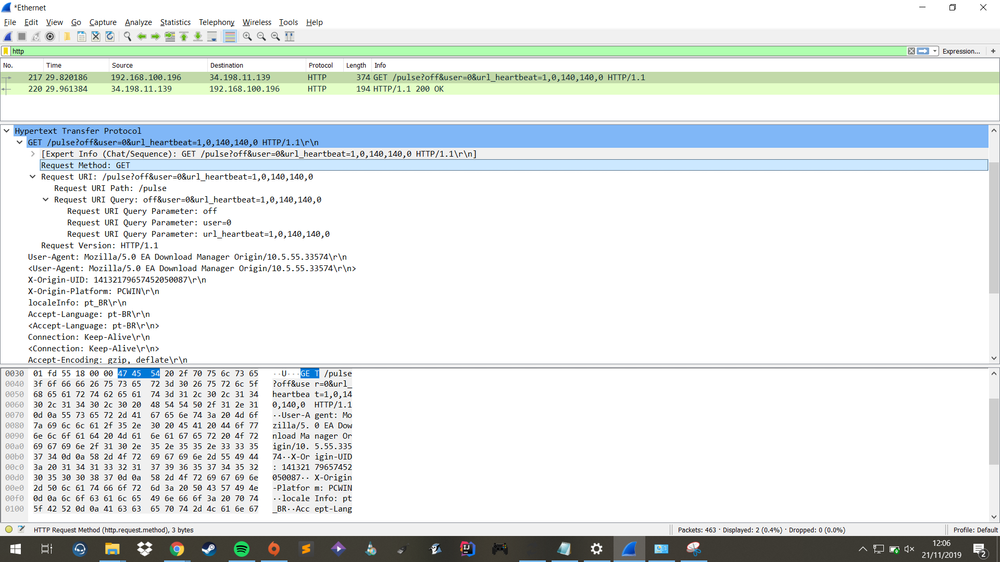 *Ethernet
File Edit View Go Capture Analyze Statistics Telephony Wireless Tools Help
http
Expression... +
No. Time Source Destination Protocol Length Info
217 29.820186 192.168.100.196 34.198.11.139 HTTP 374 GET /pulse?off&user=0&url_heartbeat=1,0,140,140,0 HTTP/1.1
220 29.961384 34.198.11.139 192.168.100.196 HTTP 194 HTTP/1.1 200 OK
Hypertext Transfer Protocol
GET /pulse?off&user=0&url_heartbeat=1,0,140,140,0 HTTP/1.1\r\n
[Expert Info (Chat/Sequence): GET /pulse?off&user=0&url_heartbeat=1,0,140,140,0 HTTP/1.1\r\n]
Request Method: GET
Request URI: /pulse?off&user=0&url_heartbeat=1,0,140,140,0
Request URI Path: /pulse
Request URI Query: off&user=0&url_heartbeat=1,0,140,140,0
Request URI Query Parameter: off
Request URI Query Parameter: user=0
Request URI Query Parameter: url_heartbeat=1,0,140,140,0
Request Version: HTTP/1.1
User-Agent: Mozilla/5.0 EA Download Manager Origin/10.5.55.33574\r\n
<User-Agent: Mozilla/5.0 EA Download Manager Origin/10.5.55.33574\r\n>
X-Origin-UID: 14132179657452050087\r\n
X-Origin-Platform: PCWIN\r\n
localeInfo: pt_BR\r\n
Accept-Language: pt-BR\r\n
<Accept-Language: pt-BR\r\n>
Connection: Keep-Alive\r\n
<Connection: Keep-Alive\r\n>
Accept-Encoding: gzip, deflate\r\n
0030 01 fd 55 18 00 00 47 45 54 20 2f 70 75 6c 73 65 ··U···GE T /pulse
0040 3f 6f 66 66 26 75 73 65 72 3d 30 26 75 72 6c 5f ?off&use r=0&url_
0050 68 65 61 72 74 62 65 61 74 3d 31 2c 30 2c 31 34 heartbea t=1,0,14
0060 30 2c 31 34 30 2c 30 20 48 54 54 50 2f 31 2e 31 0,140,0 HTTP/1.1
0070 0d 0a 55 73 65 72 2d 41 67 65 6e 74 3a 20 4d 6f ··User-A gent: Mo
0080 7a 69 6c 6c 61 2f 35 2e 30 20 45 41 20 44 6f 77 zilla/5. 0 EA Dow
0090 6e 6c 6f 61 64 20 4d 61 6e 61 67 65 72 20 4f 72 nload Ma nager Or
00a0 69 67 69 6e 2f 31 30 2e 35 2e 35 35 2e 33 33 35 igin/10. 5.55.335
00b0 37 34 0d 0a 58 2d 4f 72 69 67 69 6e 2d 55 49 44 74··X-Or igin-UID
00c0 3a 20 31 34 31 33 32 31 37 39 36 35 37 34 35 32 : 141321 79657452
00d0 30 35 30 30 38 37 0d 0a 58 2d 4f 72 69 67 69 6e 050087·· X-Origin
00e0 2d 50 6c 61 74 66 6f 72 6d 3a 20 50 43 57 49 4e -Platfor m: PCWIN
00f0 0d 0a 6c 6f 63 61 6c 65 49 6e 66 6f 3a 20 70 74 ··locale Info: pt
0100 5f 42 52 0d 0a 41 63 63 65 70 74 2d 4c 61 6e 67 _BR··Acc ept-Lang
HTTP Request Method (http.request.method), 3 bytes
Packets: 463 · Displayed: 2 (0.4%) · Dropped: 0 (0.0%)
Profile: Default
12:06
21/11/2019
2